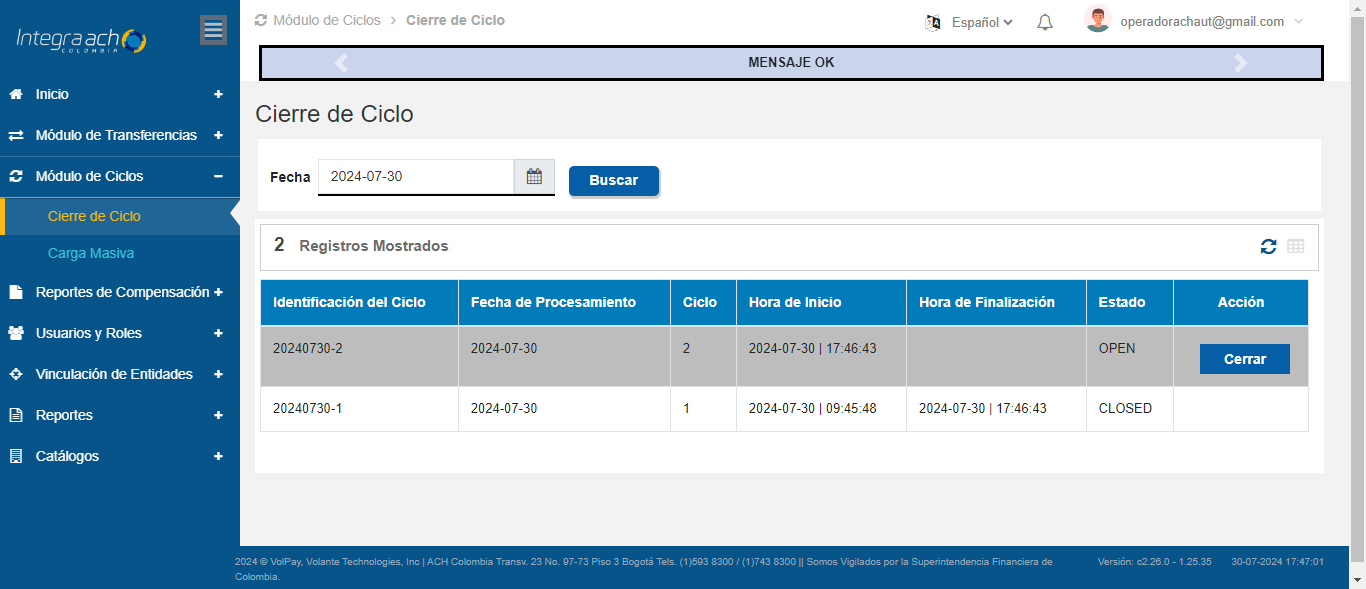 Integra ach
COLOMBIA
Módulo de Ciclos > Cierre de Ciclo
Español
operadorachaut@gmail.com
MENSAJE OK
Inicio +
Módulo de Transferencias +
Módulo de Ciclos −
Cierre de Ciclo
Carga Masiva
Reportes de Compensación +
Usuarios y Roles +
Vinculación de Entidades +
Reportes +
Catálogos +
Cierre de Ciclo
Fecha 2024-07-30 Buscar
2 Registros Mostrados
Identificación del Ciclo Fecha de Procesamiento Ciclo Hora de Inicio Hora de Finalización Estado Acción
20240730-2 2024-07-30 2 2024-07-30 | 17:46:43 OPEN Cerrar
20240730-1 2024-07-30 1 2024-07-30 | 09:45:48 2024-07-30 | 17:46:43 CLOSED
2024 © VolPay, Volante Technologies, Inc | ACH Colombia Transv. 23 No. 97-73 Piso 3 Bogotá Tels. (1)593 8300 / (1)743 8300 || Somos Vigilados por la Superintendencia Financiera de
Colombia.
Versión: c2.26.0 - 1.25.35 30-07-2024 17:47:01